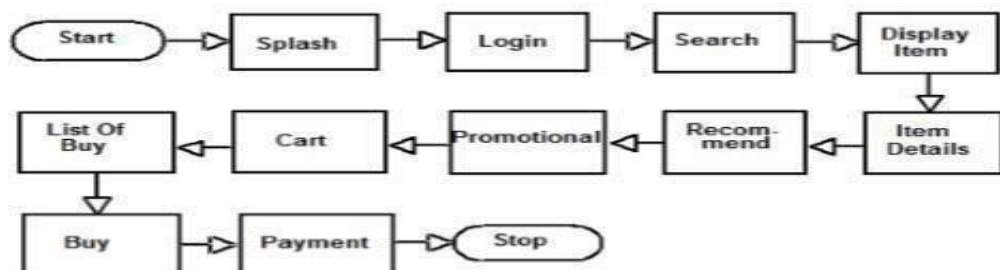 Start
Splash
Login
Search
Display
Item
Item
Details
Recom-
mend
Promotional
Cart
List Of
Buy
Buy
Payment
Stop